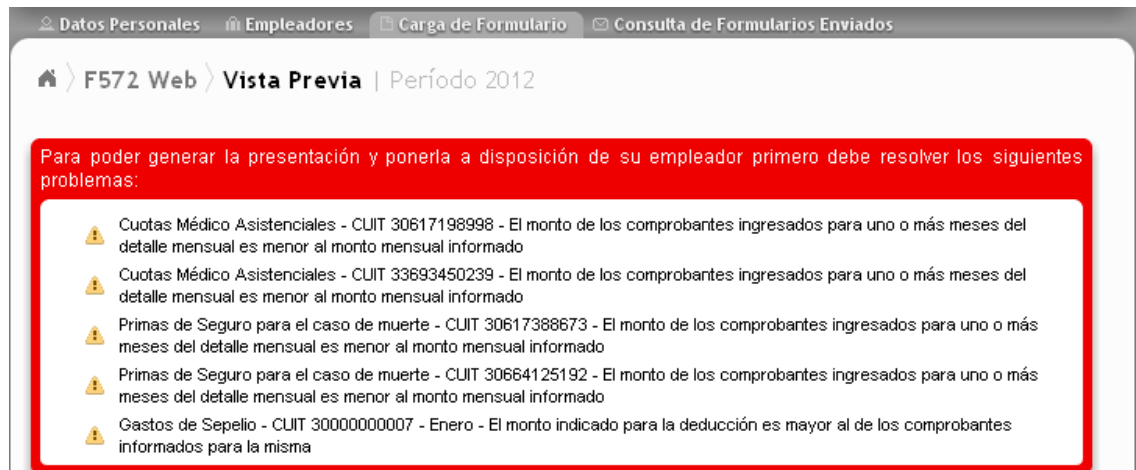 Datos Personales Empleadores Carga de Formulario Consulta de Formularios Enviados
F572 Web Vista Previa | Período 2012
Para poder generar la presentación y ponerla a disposición de su empleador primero debe resolver los siguientes
problemas:
Cuotas Médico Asistenciales - CUIT 30617198998 - El monto de los comprobantes ingresados para uno o más meses del
detalle mensual es menor al monto mensual informado
Cuotas Médico Asistenciales - CUIT 33693450239 - El monto de los comprobantes ingresados para uno o más meses del
detalle mensual es menor al monto mensual informado
Primas de Seguro para el caso de muerte - CUIT 30617388673 - El monto de los comprobantes ingresados para uno o más
meses del detalle mensual es menor al monto mensual informado
Primas de Seguro para el caso de muerte - CUIT 30664125192 - El monto de los comprobantes ingresados para uno o más
meses del detalle mensual es menor al monto mensual informado
Gastos de Sepelio - CUIT 30000000007 - Enero - El monto indicado para la deducción es mayor al de los comprobantes
informados para la misma